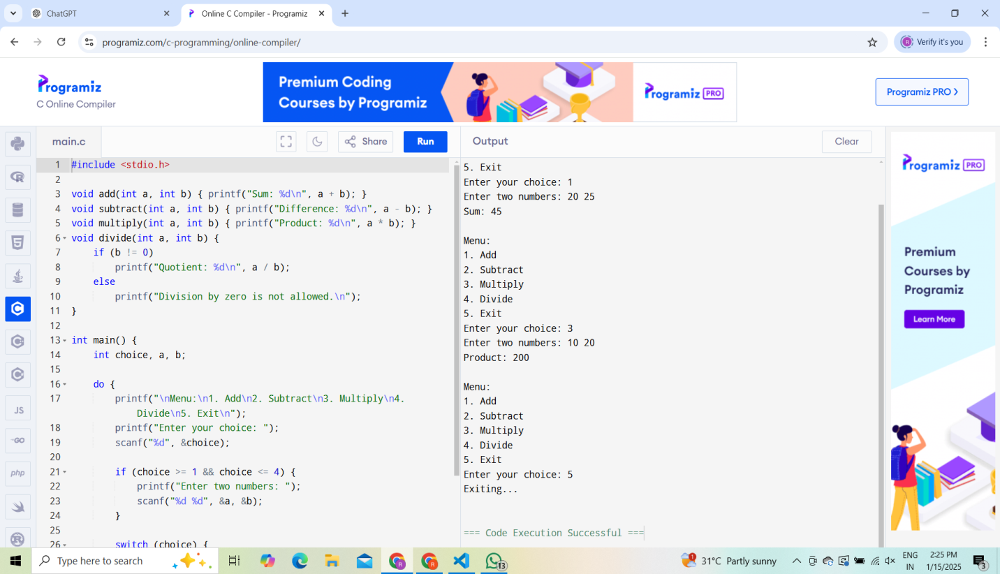 ChatGPT
Online C Compiler - Programiz
programiz.com/c-programming/online-compiler/
R
Verify it's you
Programiz
C Online Compiler
Premium Coding
Courses by Programiz
Programiz PRO
Programiz PRO
main.c
Share
Run
Output
Clear
1 #include <stdio.h>
2
3 void add(int a, int b) { printf("Sum: %d\n", a + b); }
4 void subtract(int a, int b) { printf("Difference: %d\n", a - b); }
5 void multiply(int a, int b) { printf("Product: %d\n", a * b); }
6 void divide(int a, int b) {
7 if (b != 0)
8 printf("Quotient: %d\n", a / b);
9 else
10 printf("Division by zero is not allowed.\n");
11 }
12
13 int main() {
14 int choice, a, b;
15
16 do {
17 printf("\nMenu:\n1. Add\n2. Subtract\n3. Multiply\n4.
Divide\n5. Exit\n");
18 printf("Enter your choice: ");
19 scanf("%d", &choice);
20
21 if (choice >= 1 && choice <= 4) {
22 printf("Enter two numbers: ");
23 scanf("%d %d", &a, &b);
24 }
25
26 switch (choice) {
5. Exit
Enter your choice: 1
Enter two numbers: 20 25
Sum: 45
Menu:
1. Add
2. Subtract
3. Multiply
4. Divide
5. Exit
Enter your choice: 3
Enter two numbers: 10 20
Product: 200
Menu:
1. Add
2. Subtract
3. Multiply
4. Divide
5. Exit
Enter your choice: 5
Exiting...
=== Code Execution Successful ===
Programiz PRO
Premium
Courses by
Programiz
Learn More
JS
GO
php
Type here to search
13
1
31°C Partly sunny
ENG
IN
2:25 PM
1/15/2025
3